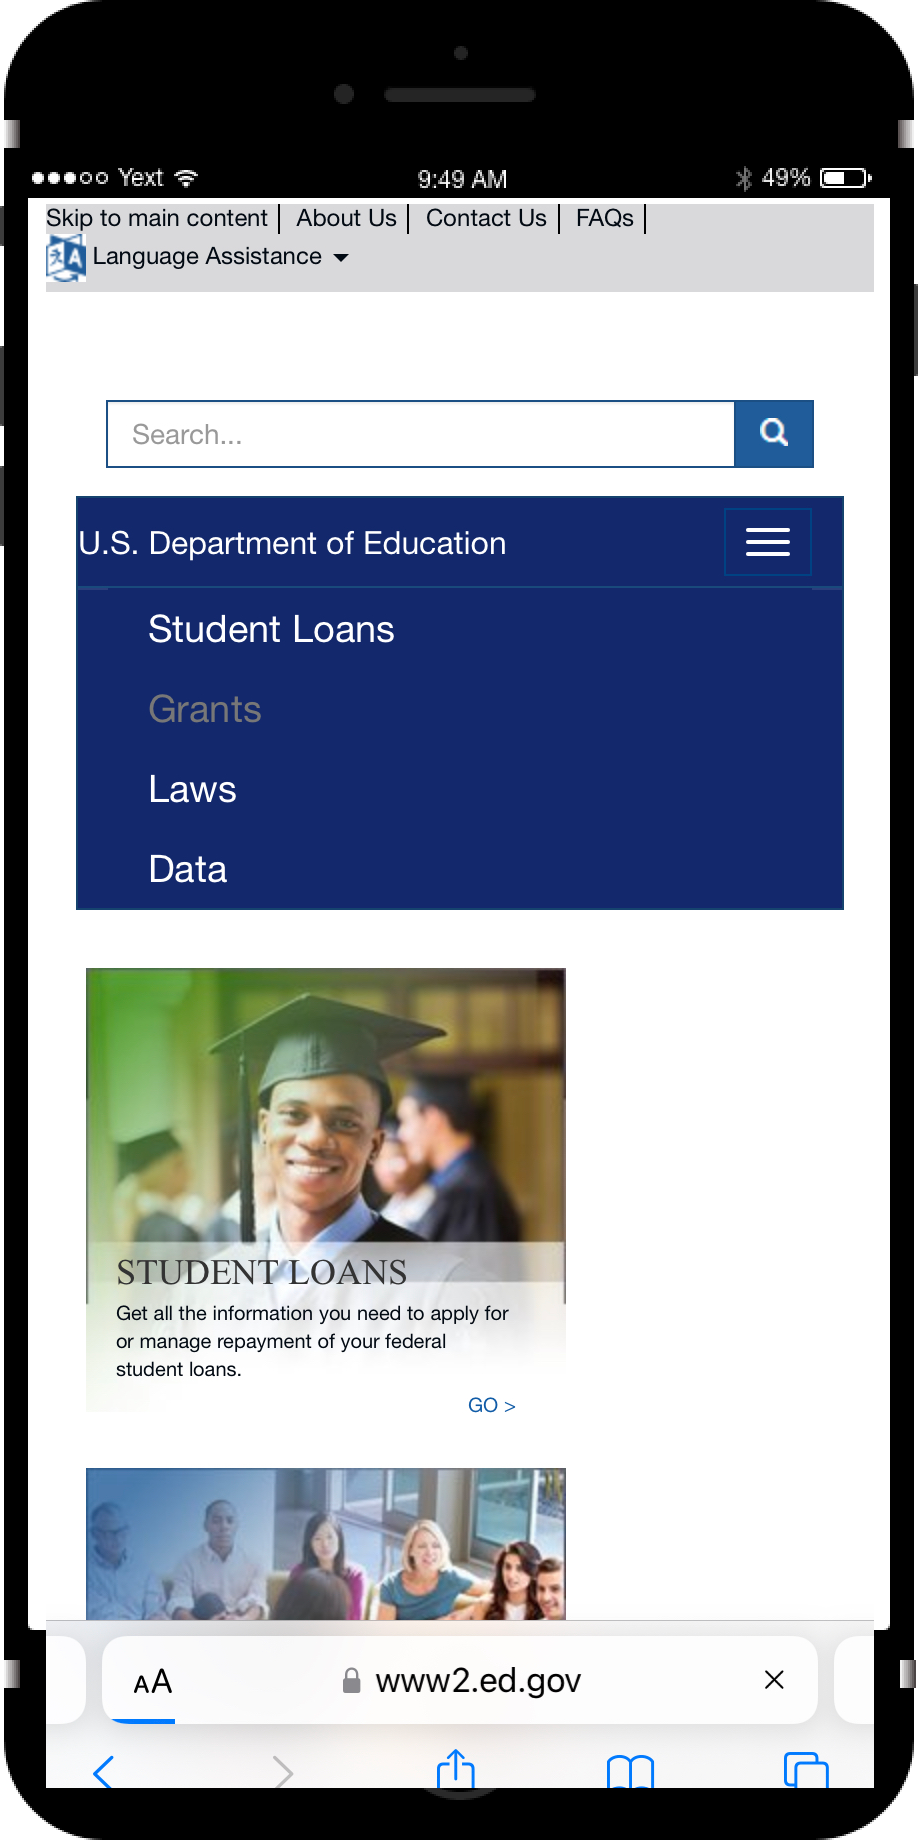 Yext 9:49 AM 49%
Skip to main content | About Us | Contact Us | FAQs |
Language Assistance
Search...
U.S. Department of Education
Student Loans
Grants
Laws
Data
STUDENT LOANS
Get all the information you need to apply for
or manage repayment of your federal
student loans.
GO >
AA www2.ed.gov